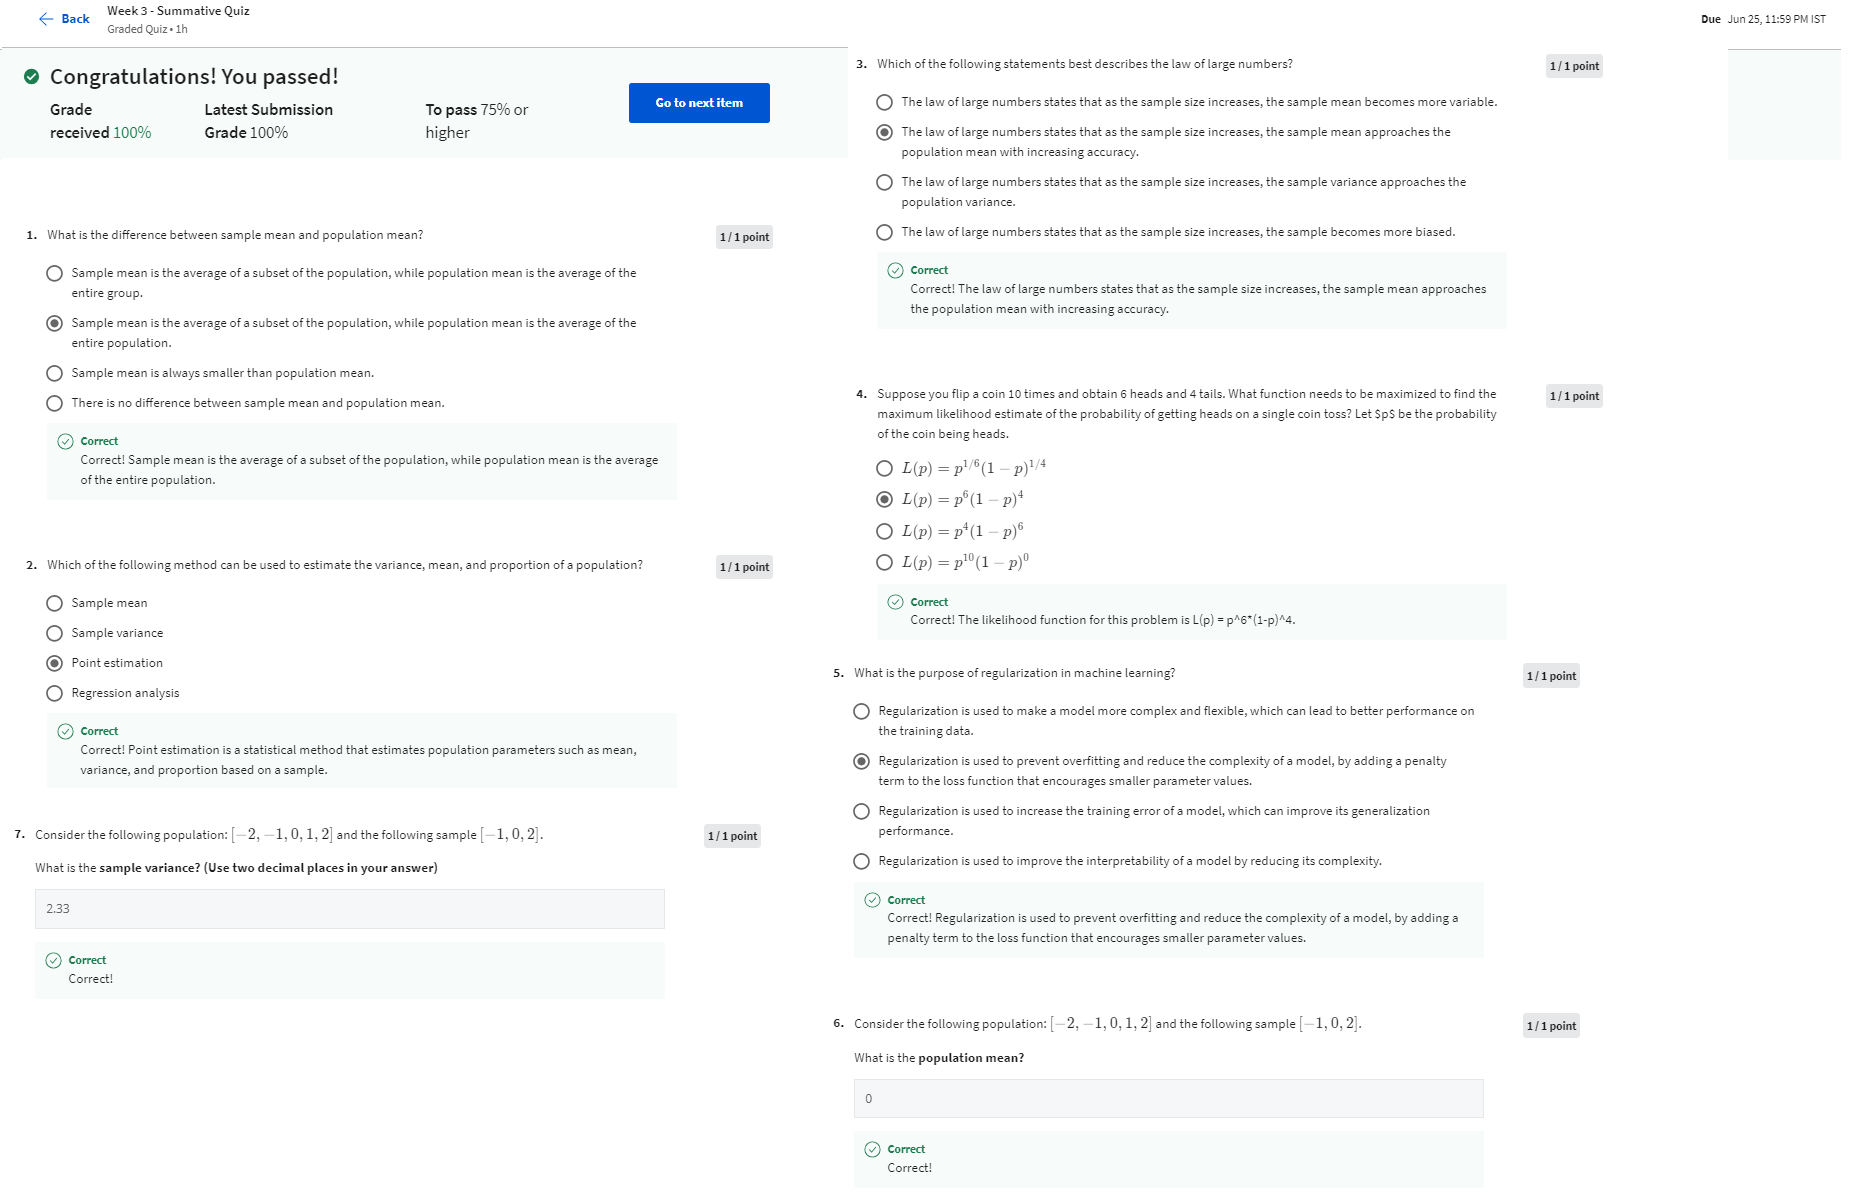 Back
Week 3 - Summative Quiz
Graded Quiz • 1h
Due Jun 25, 11:59 PM IST
Congratulations! You passed!
Grade
received 100%
Latest Submission
Grade 100%
To pass 75% or
higher
Go to next item
1. What is the difference between sample mean and population mean?
1 / 1 point
Sample mean is the average of a subset of the population, while population mean is the average of the
entire group.
Sample mean is the average of a subset of the population, while population mean is the average of the
entire population.
Sample mean is always smaller than population mean.
There is no difference between sample mean and population mean.
Correct
Correct! Sample mean is the average of a subset of the population, while population mean is the average
of the entire population.
2. Which of the following method can be used to estimate the variance, mean, and proportion of a population?
1 / 1 point
Sample mean
Sample variance
Point estimation
Regression analysis
Correct
Correct! Point estimation is a statistical method that estimates population parameters such as mean,
variance, and proportion based on a sample.
7. Consider the following population: [−2, −1, 0, 1, 2] and the following sample [−1, 0, 2].
1 / 1 point
What is the sample variance? (Use two decimal places in your answer)
2.33
Correct
Correct!
3. Which of the following statements best describes the law of large numbers?
1 / 1 point
The law of large numbers states that as the sample size increases, the sample mean becomes more variable.
The law of large numbers states that as the sample size increases, the sample mean approaches the
population mean with increasing accuracy.
The law of large numbers states that as the sample size increases, the sample variance approaches the
population variance.
The law of large numbers states that as the sample size increases, the sample becomes more biased.
Correct
Correct! The law of large numbers states that as the sample size increases, the sample mean approaches
the population mean with increasing accuracy.
4. Suppose you flip a coin 10 times and obtain 6 heads and 4 tails. What function needs to be maximized to find the
1 / 1 point
maximum likelihood estimate of the probability of getting heads on a single coin toss? Let $p$ be the probability
of the coin being heads.
L(p) = p^{1/6}(1 − p)^{1/4}
L(p) = p^6(1 − p)^4
L(p) = p^4(1 − p)^6
L(p) = p^{10}(1 − p)^0
Correct
Correct! The likelihood function for this problem is L(p) = p^6*(1-p)^4.
5. What is the purpose of regularization in machine learning?
1 / 1 point
Regularization is used to make a model more complex and flexible, which can lead to better performance on
the training data.
Regularization is used to prevent overfitting and reduce the complexity of a model, by adding a penalty
term to the loss function that encourages smaller parameter values.
Regularization is used to increase the training error of a model, which can improve its generalization
performance.
Regularization is used to improve the interpretability of a model by reducing its complexity.
Correct
Correct! Regularization is used to prevent overfitting and reduce the complexity of a model, by adding a
penalty term to the loss function that encourages smaller parameter values.
6. Consider the following population: [−2, −1, 0, 1, 2] and the following sample [−1, 0, 2].
1 / 1 point
What is the population mean?
0
Correct
Correct!